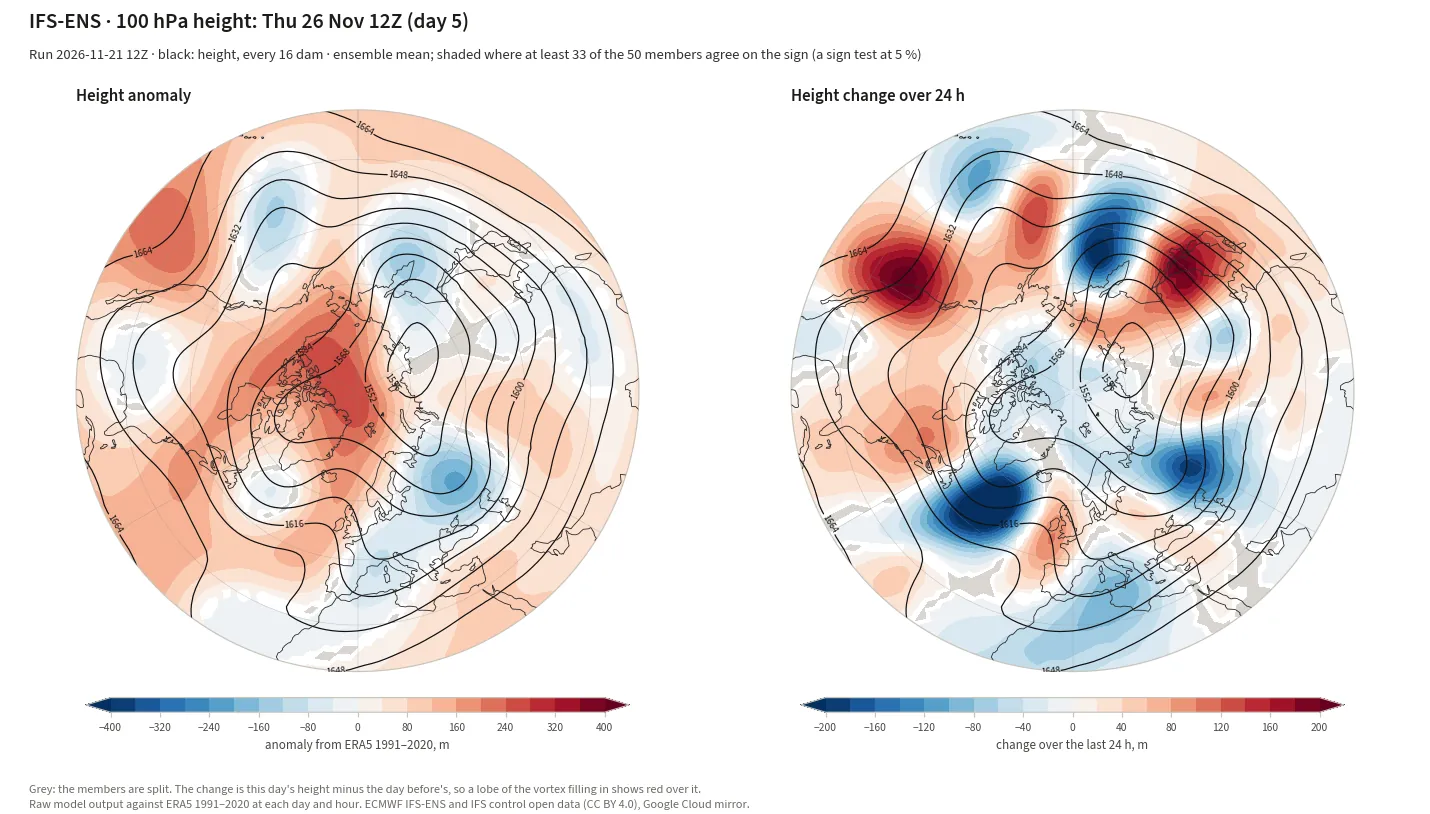 IFS-ENS · 100 hPa height: Thu 26 Nov 12Z (day 5)
Run 2026-11-21 12Z · black: height, every 16 dam · ensemble mean; shaded where at least 33 of the 50 members agree on the sign (a sign test at 5 %)
Height anomaly
Height change over 24 h
1664
1648
1632
1664
1584
1568
1552
1600
1616
1664
1648
1664
1648
1632
1664
1584
1568
1552
1600
1616
1664
1648
−400 −320 −240 −160 −80 0 80 160 240 320 400
anomaly from ERA5 1991–2020, m
−200 −160 −120 −80 −40 0 40 80 120 160 200
change over the last 24 h, m
Grey: the members are split. The change is this day's height minus the day before's, so a lobe of the vortex filling in shows red over it.
Raw model output against ERA5 1991–2020 at each day and hour. ECMWF IFS-ENS and IFS control open data (CC BY 4.0), Google Cloud mirror.